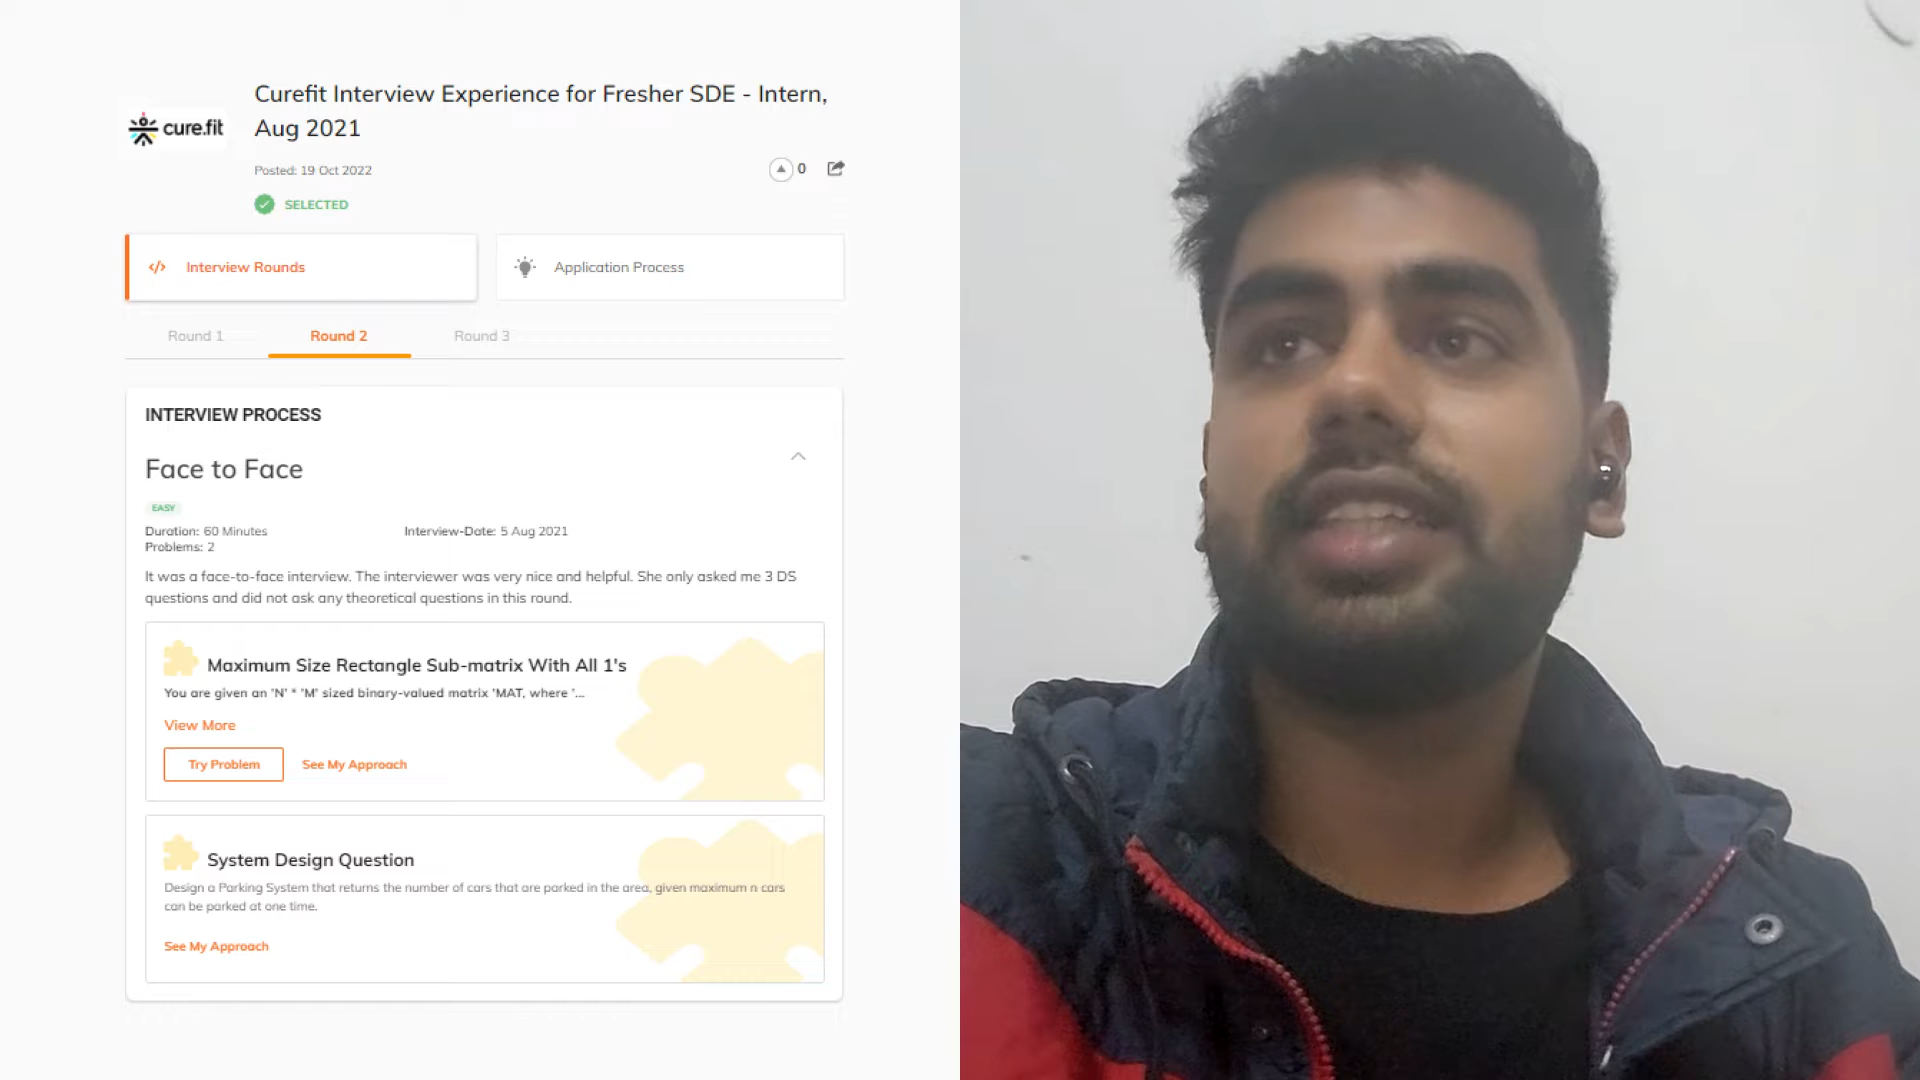 Curefit Interview Experience for Fresher SDE - Intern,
Aug 2021
cure.fit
Posted: 19 Oct 2022
0
SELECTED
</> Interview Rounds
Application Process
Round 1
Round 2
Round 3
INTERVIEW PROCESS
Face to Face
EASY
Duration: 60 Minutes
Interview-Date: 5 Aug 2021
Problems: 2
It was a face-to-face interview. The interviewer was very nice and helpful. She only asked me 3 DS
questions and did not ask any theoretical questions in this round.
Maximum Size Rectangle Sub-matrix With All 1's
You are given an 'N' * 'M' sized binary-valued matrix 'MAT, where '...
View More
Try Problem
See My Approach
System Design Question
Design a Parking System that returns the number of cars that are parked in the area, given maximum n cars
can be parked at one time.
See My Approach